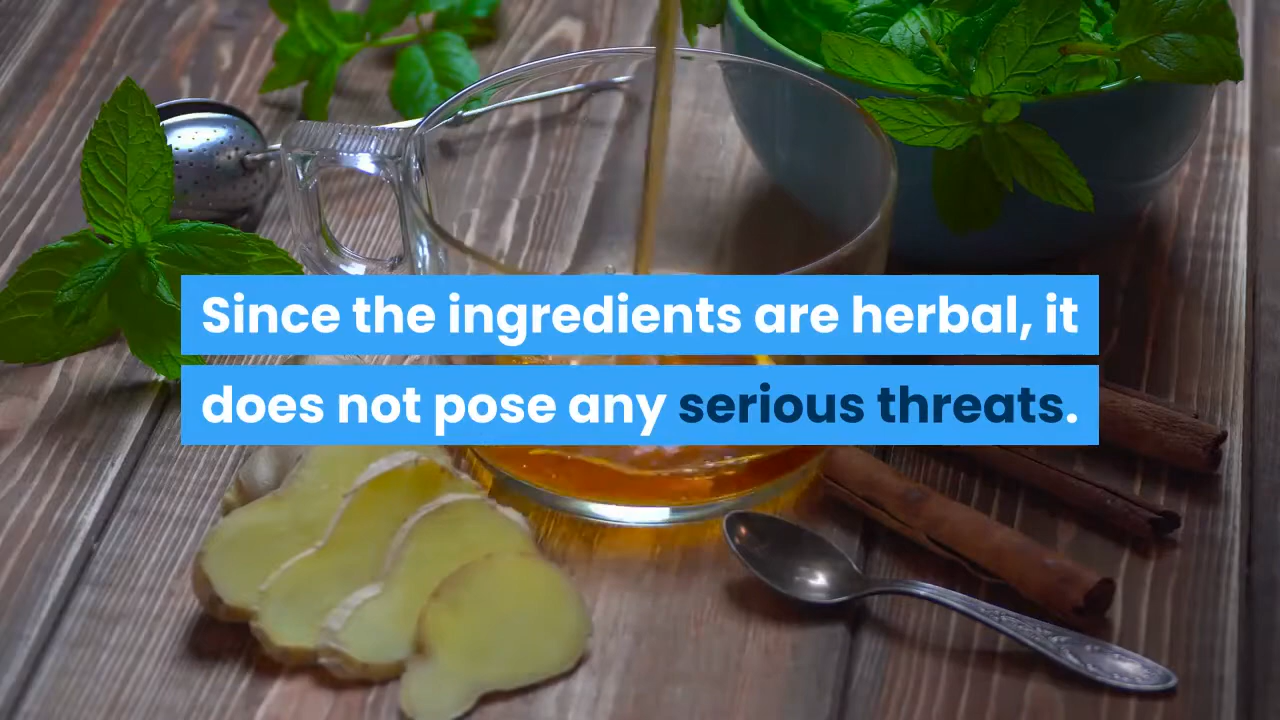 Since the ingredients are herbal, it
does not pose any serious threats.